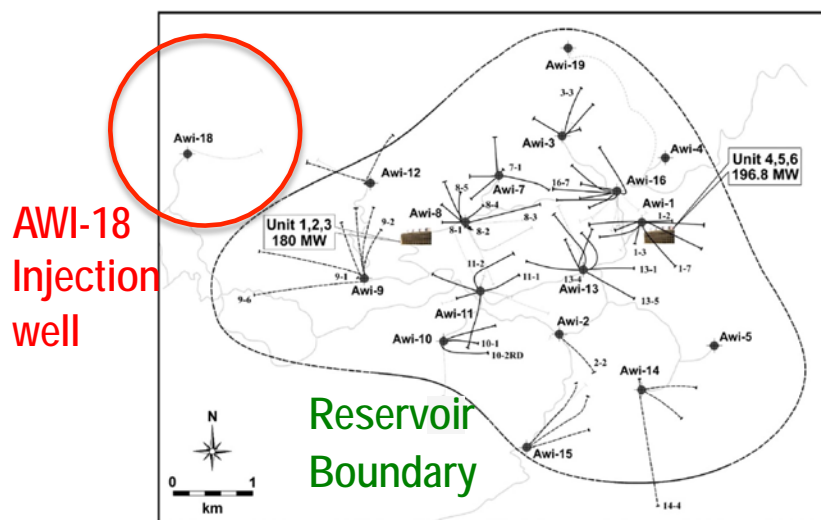 Awi-19
3-3
Awi-3
Awi-4
Awi-18
Unit 4,5,6
196.8 MW
Awi-12
7-1
Awi-7
16-7
Awi-16
8-5
8-4
Awi-8
8-3
Awi-1
1-2
9-2
8-1
8-2
Unit 1,2,3
180 MW
1-3
AWI-18
Injection
well
11-2
13-1
1-7
9-1
11-1
13-4
Awi-9
Awi-13
13-5
9-6
Awi-11
Awi-10
10-1
10-2RD
Awi-2
Awi-5
2-2
Awi-14
Reservoir
Boundary
N
Awi-15
0 1
km
14-4